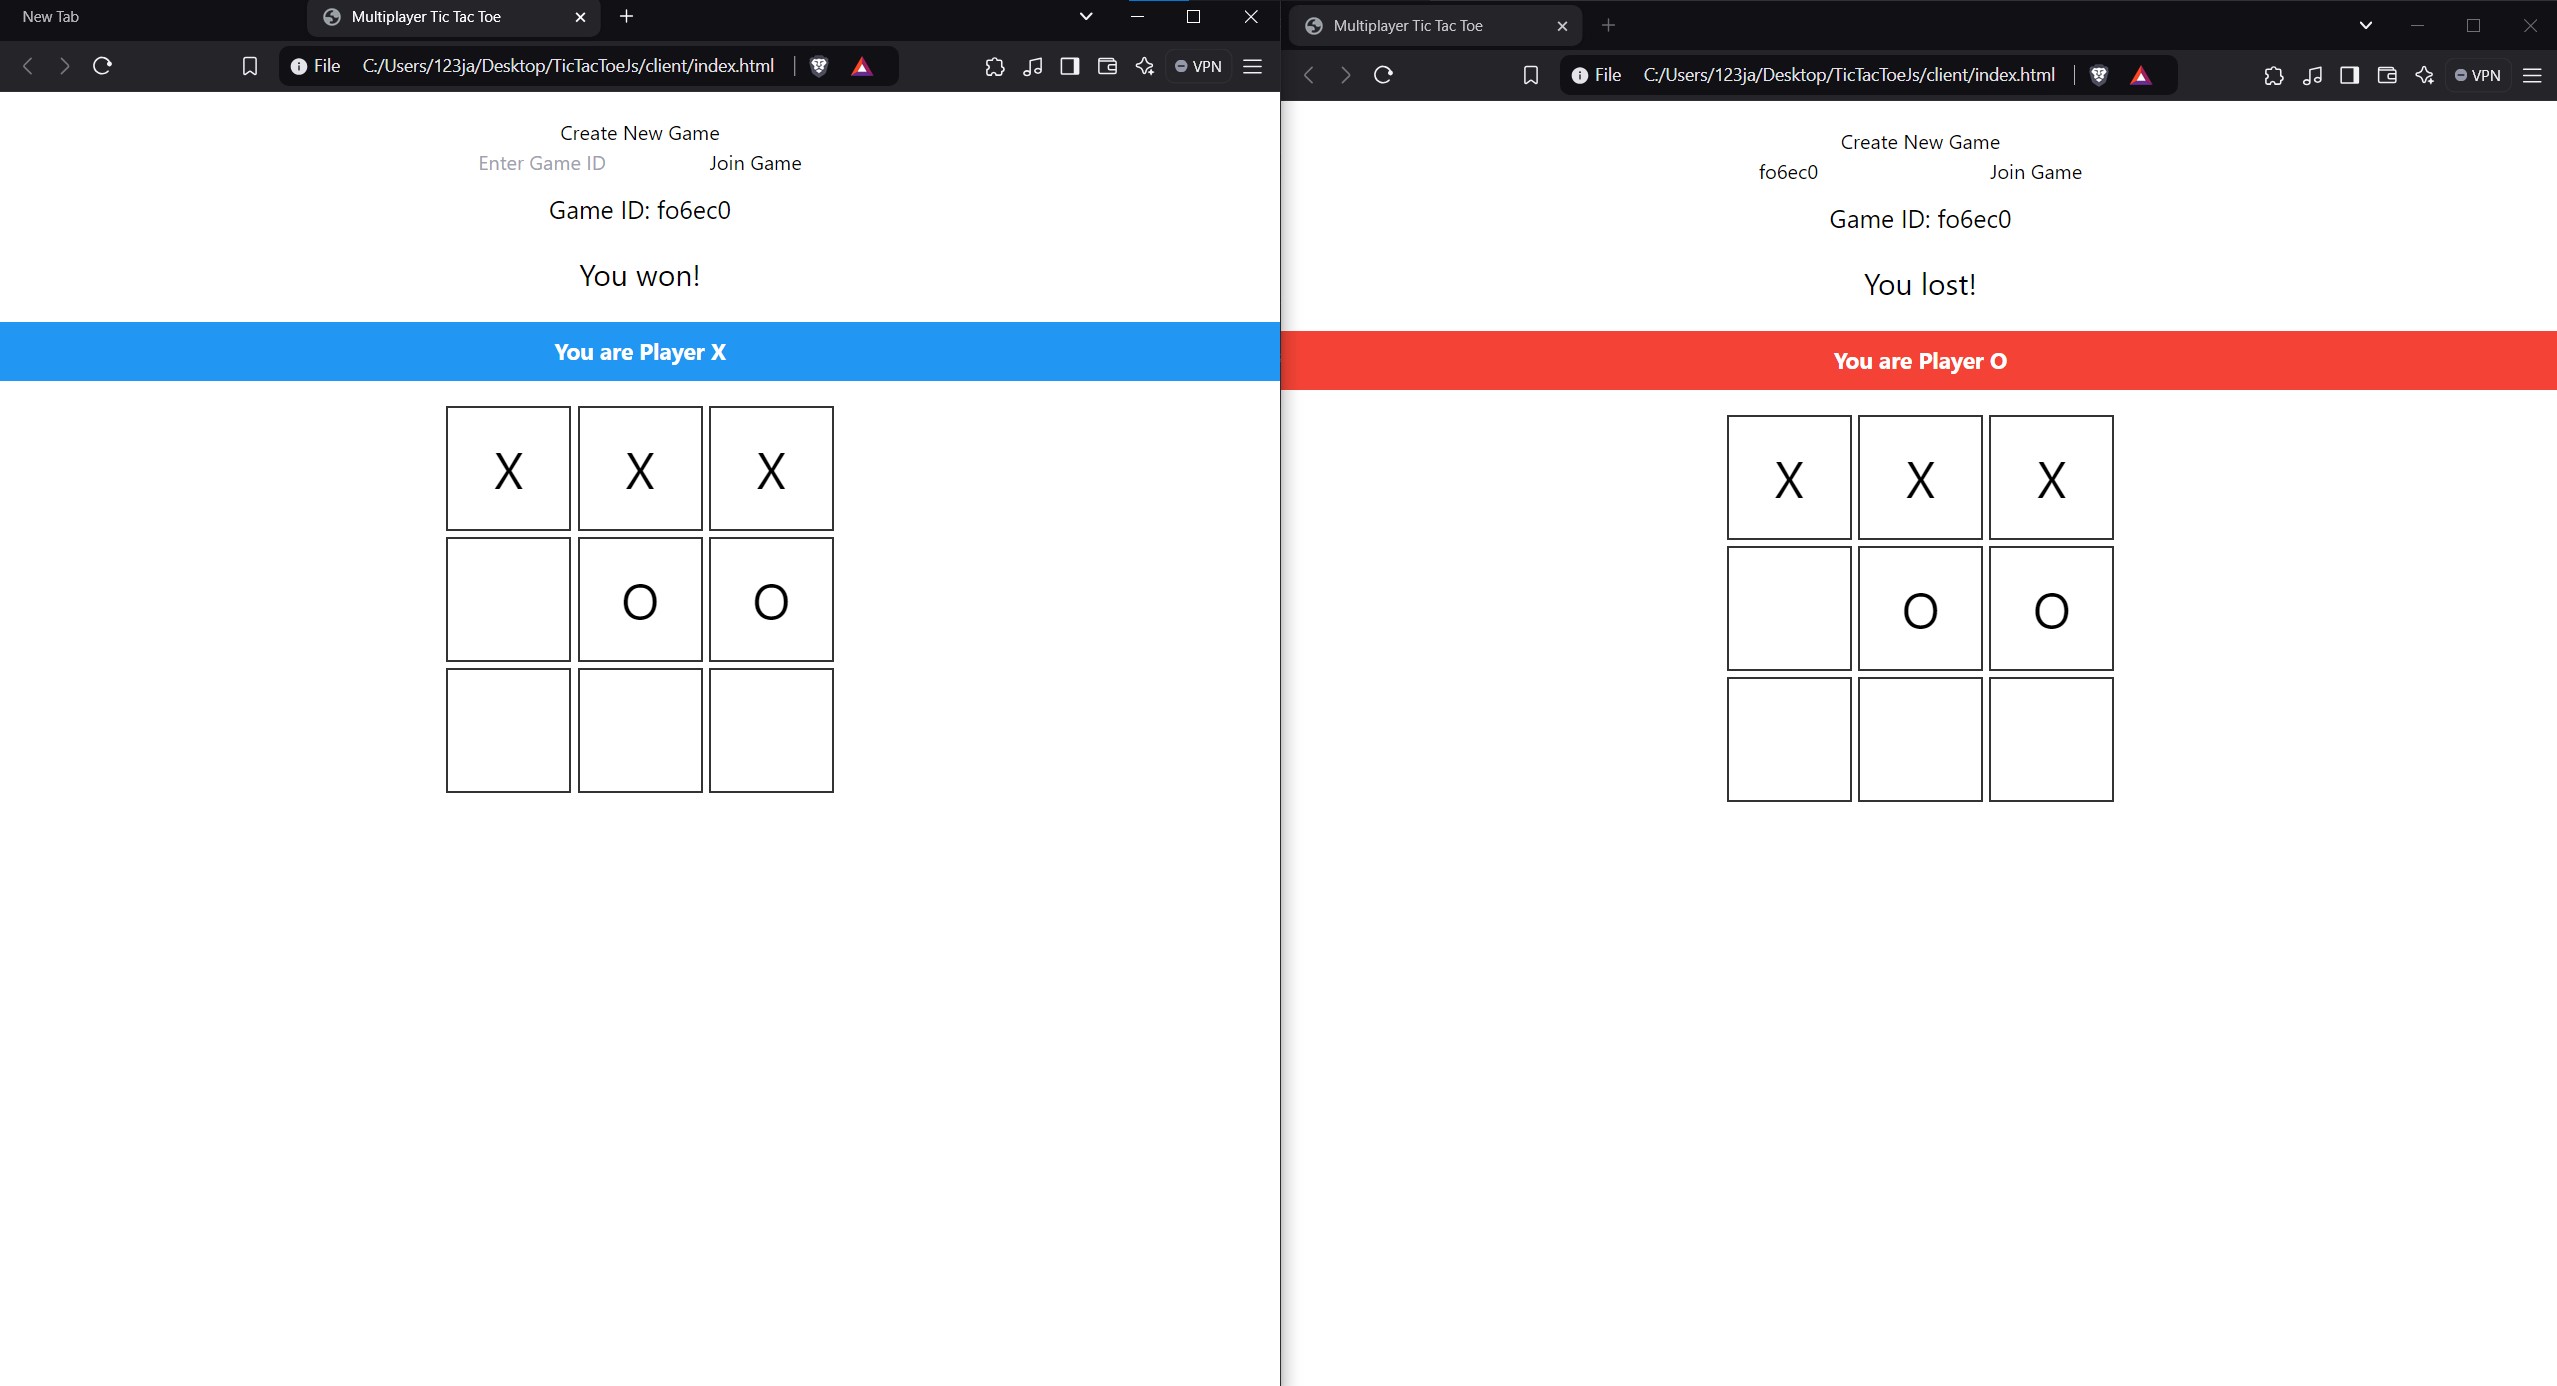 New Tab
Multiplayer Tic Tac Toe
File C:/Users/123ja/Desktop/TicTacToeJs/client/index.html
VPN
Create New Game
Enter Game ID Join Game
Game ID: fo6ec0
You won!
You are Player X
X X X
O O
Multiplayer Tic Tac Toe
File C:/Users/123ja/Desktop/TicTacToeJs/client/index.html
VPN
Create New Game
fo6ec0 Join Game
Game ID: fo6ec0
You lost!
You are Player O
X X X
O O